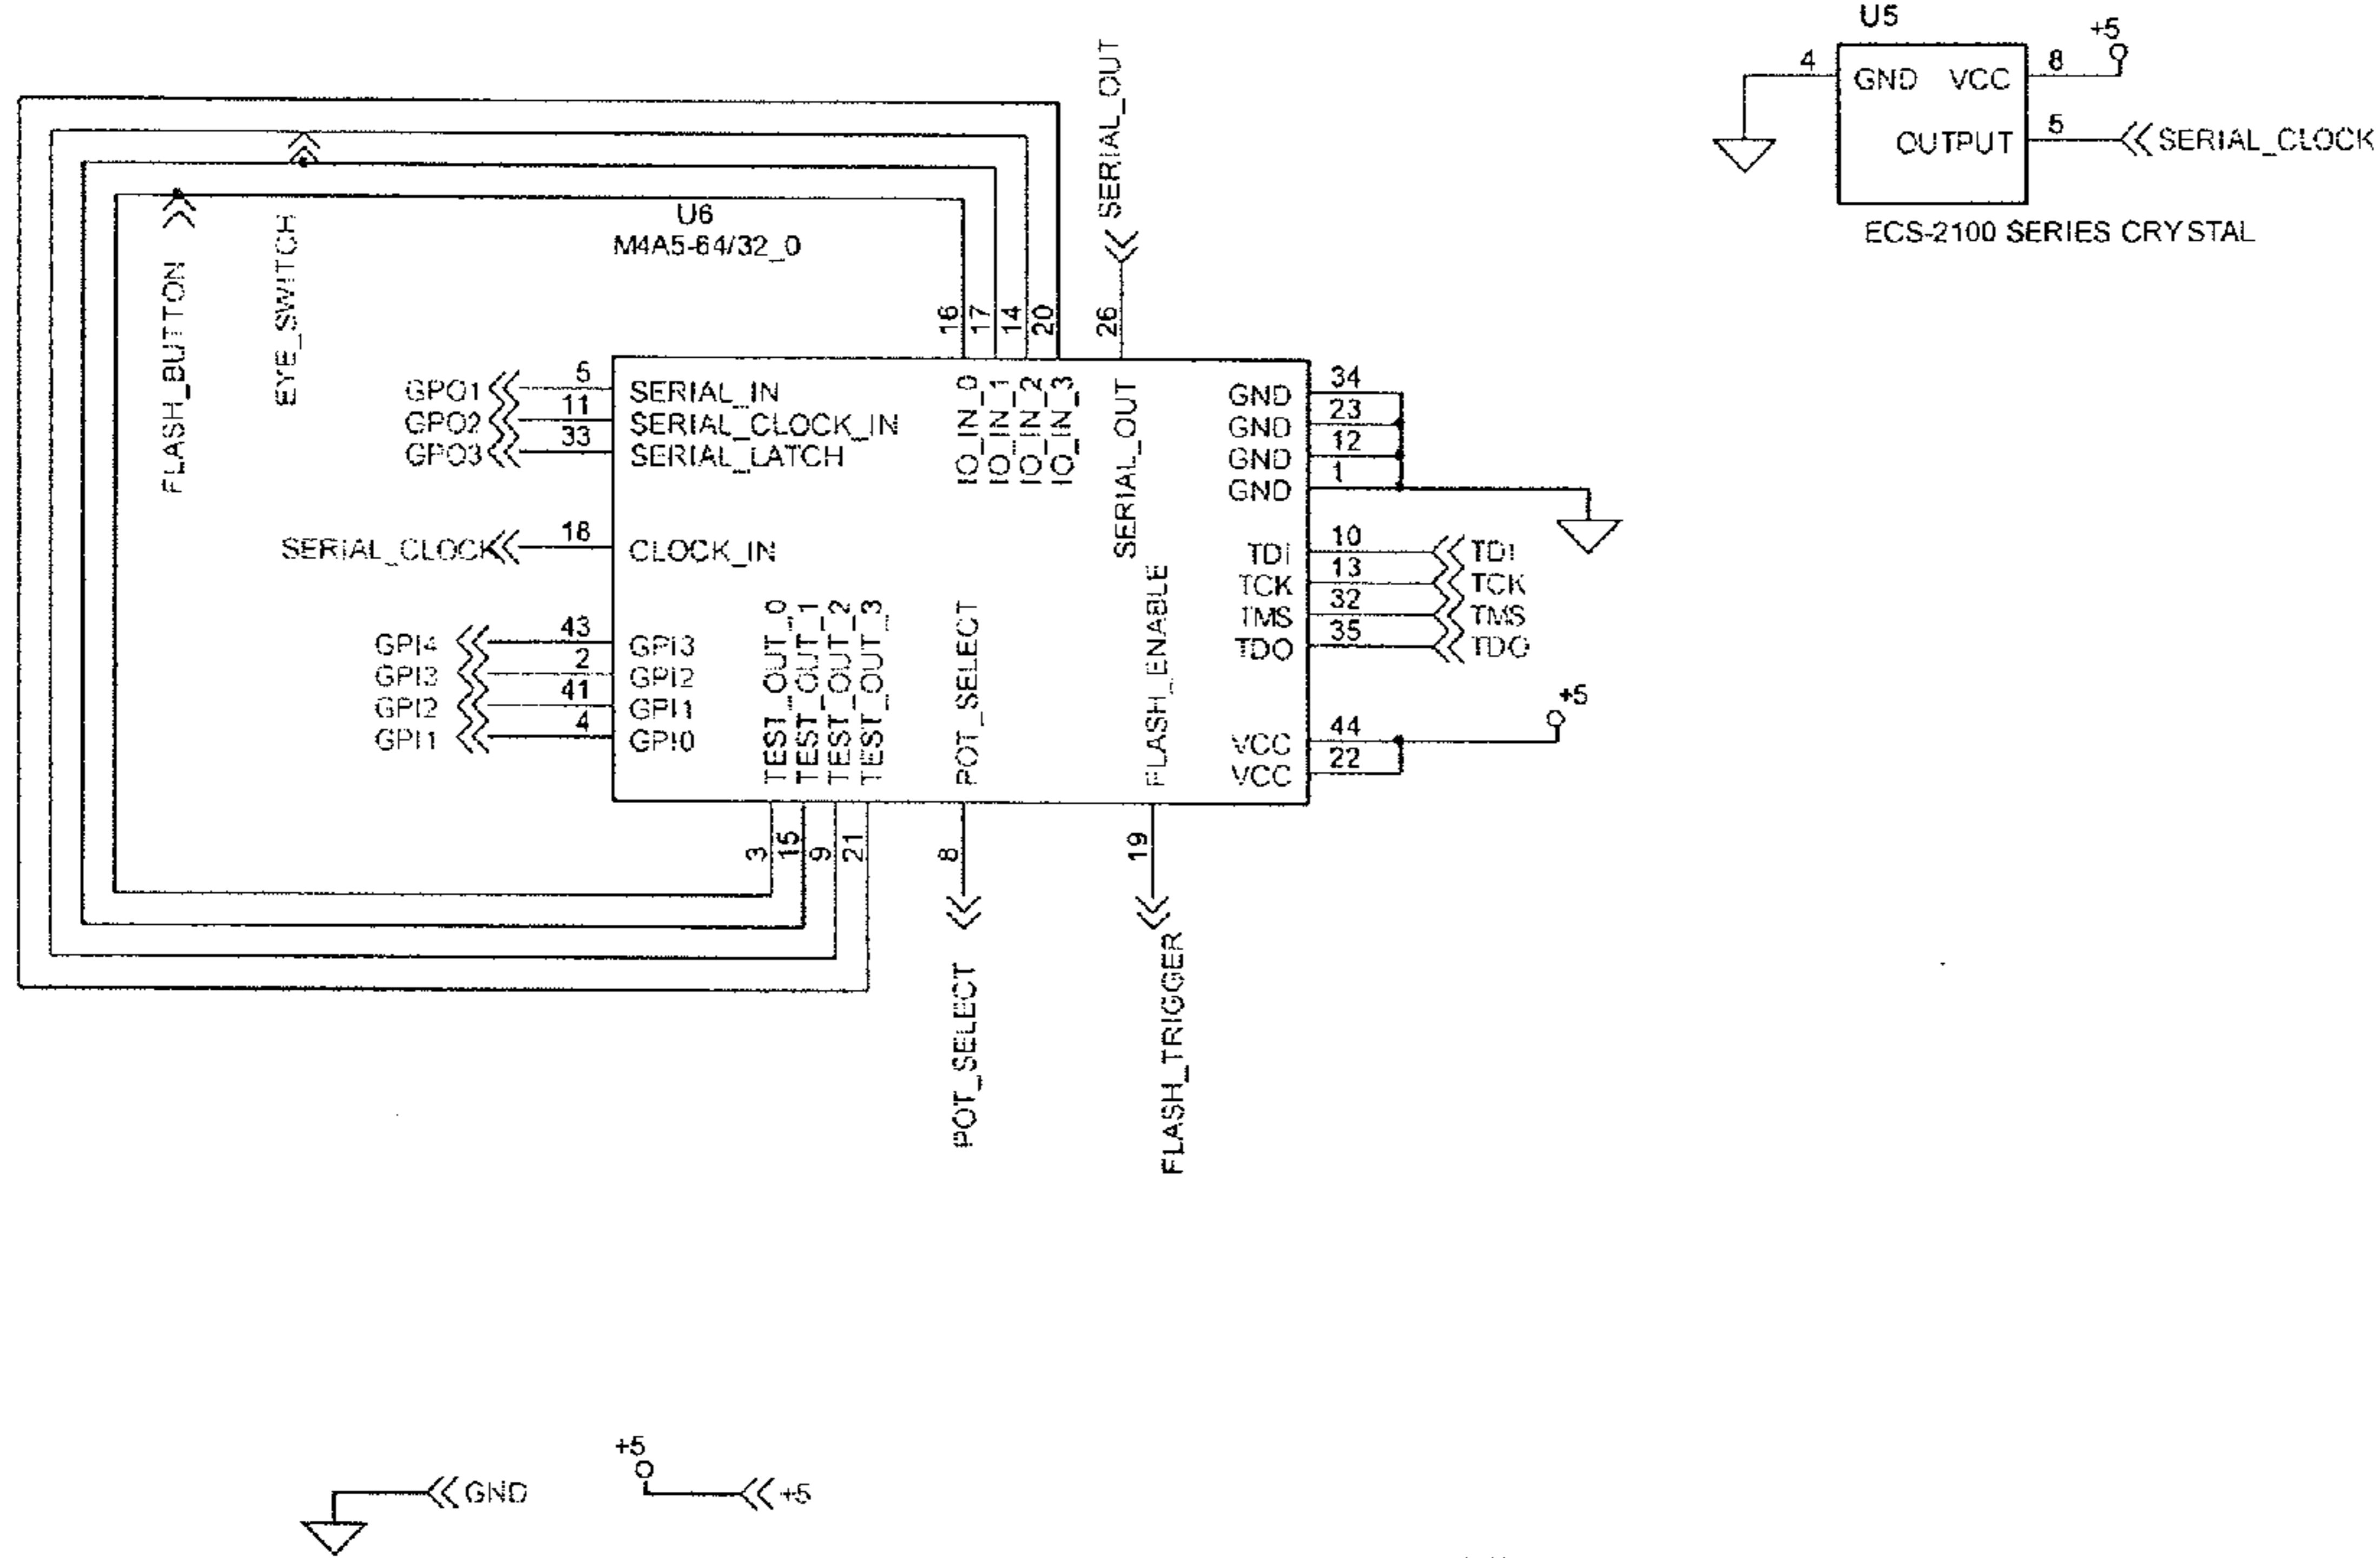 U5
+5
4
GND VCC
8
OUTPUT
5
SERIAL_CLOCK
ECS-2100 SERIES CRYSTAL
SERIAL_OUT
FLASH_BUTTON
EYE_SWITCH
U6
M4A5-64/32_0
16
17
14
20
26
GPO1
5
SERIAL_IN
GPO2
11
SERIAL_CLOCK_IN
GPO3
33
SERIAL_LATCH
IO_IN_0
IO_IN_1
IO_IN_2
IO_IN_3
SERIAL_OUT
GND
34
GND
23
GND
12
GND
1
SERIAL_CLOCK
18
CLOCK_IN
TDI
10
TDI
TCK
13
TCK
TMS
32
TMS
TDO
35
TDO
GPI4
43
GPI3
GPI3
2
GPI2
GPI2
41
GPI1
GPI1
4
GPI0
TEST_OUT_0
TEST_OUT_1
TEST_OUT_2
TEST_OUT_3
POT_SELECT
FLASH_ENABLE
+5
VCC
44
VCC
22
3
15
9
21
8
19
POT_SELECT
FLASH_TRIGGER
GND
+5
+5